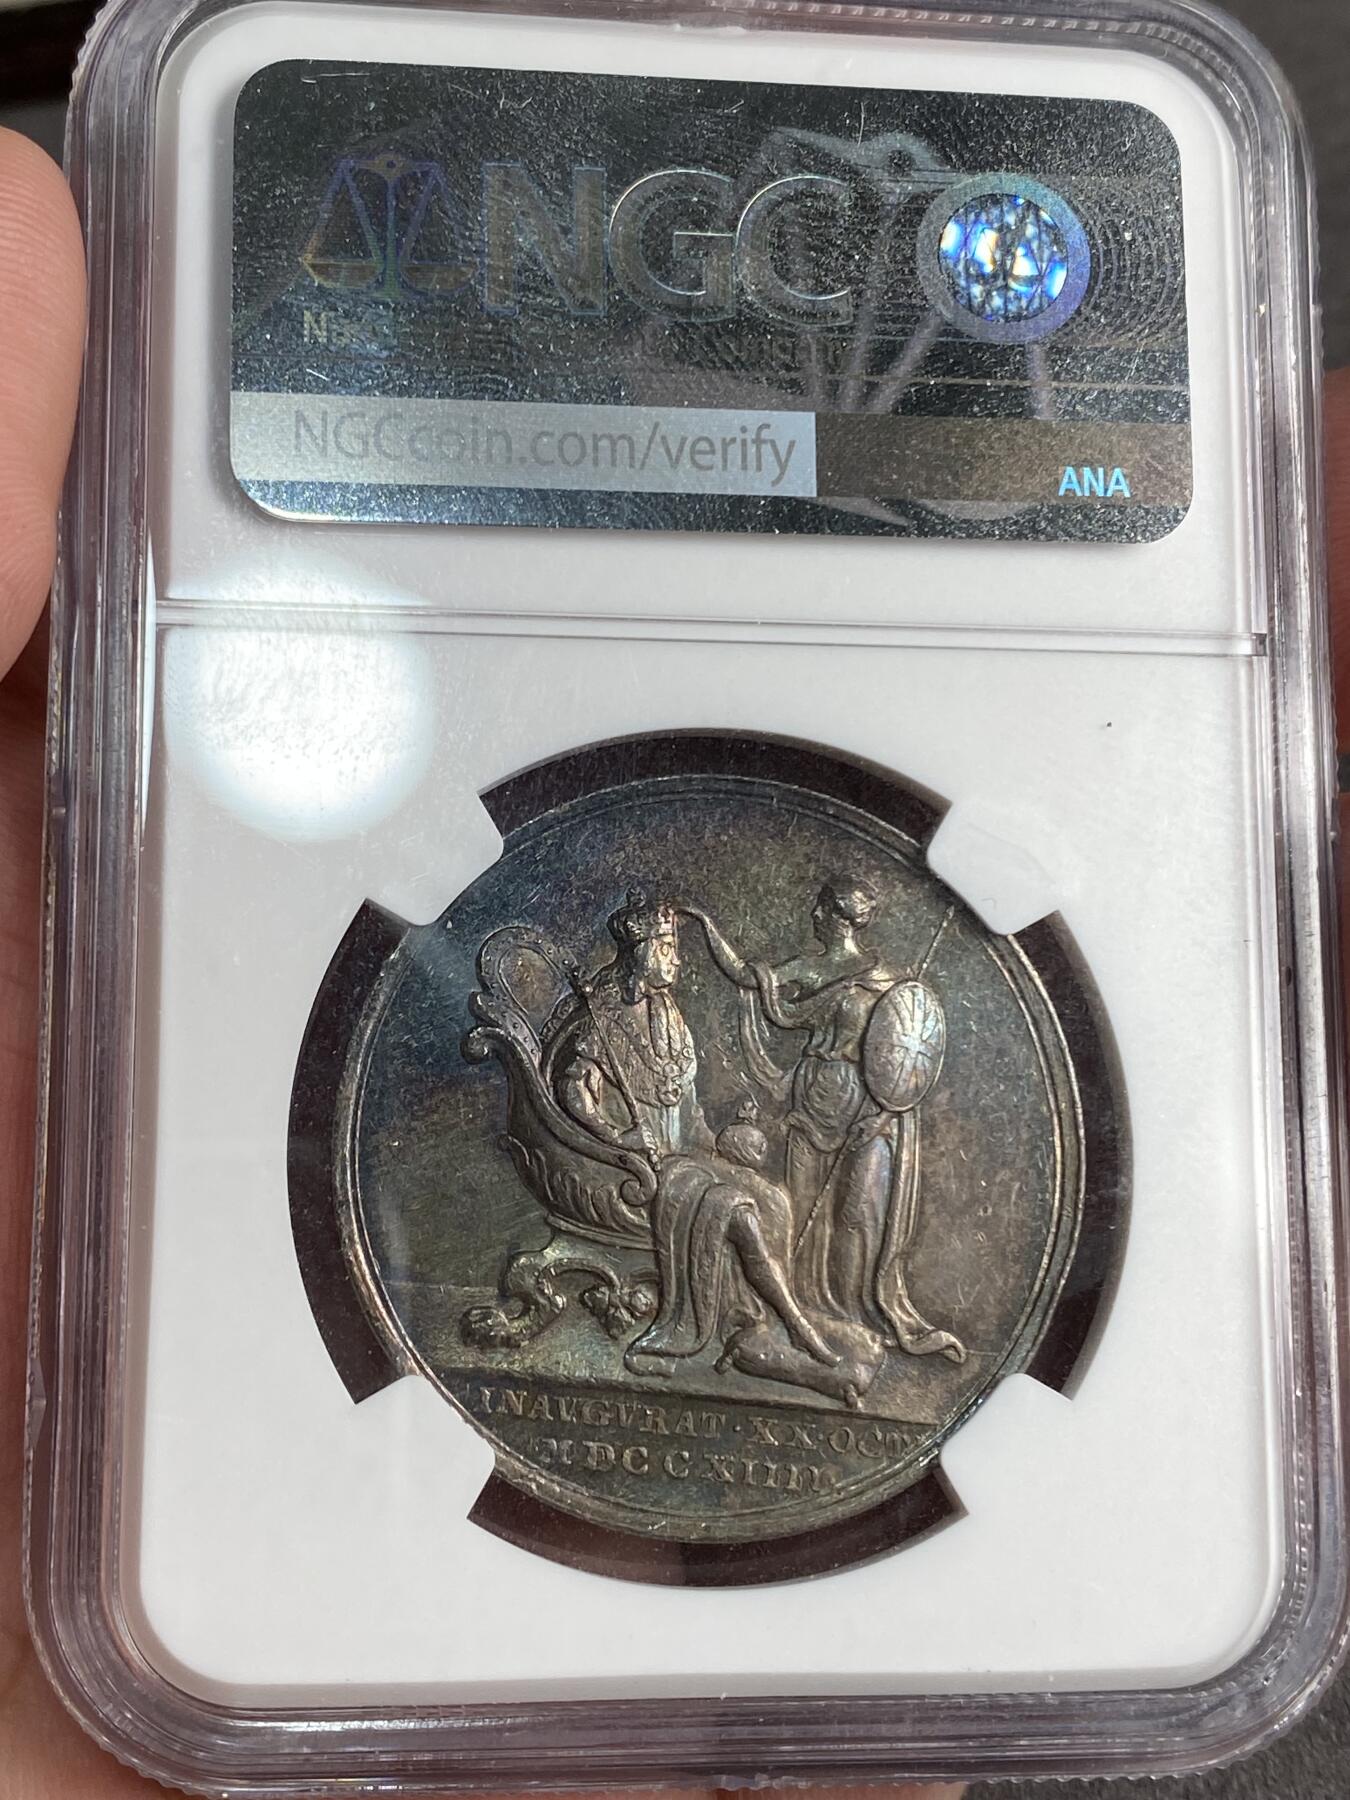 NGC
NGCcoin.com/verify
ANA
INAVGVRAT·XX·OCT
MDCCXIIII